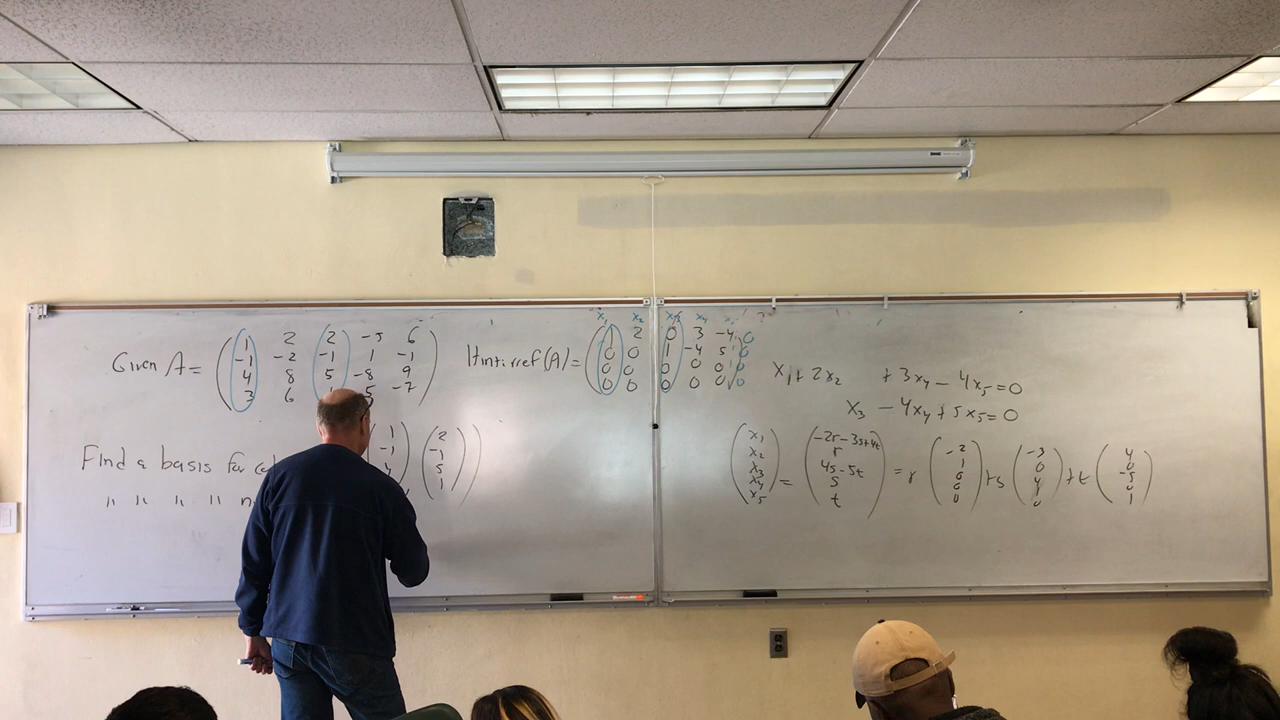 x₁ x₂ x₃ x₄
Given A = ( 1 2 2 -5 6
-1 -2 -1 1 -1
4 8 5 -8 9
3 6 5 -7 )
Hint: rref(A) = ( 1 2 0 3 -4 0
0 0 1 -4 5 0
0 0 0 0 0 0
0 0 0 0 0 0 )
Find a basis for
( 2 -1 5 1 ) )
" " " "
x₁ + 2x₂ + 3x₄ - 4x₅ = 0
x₃ - 4x₄ + 5x₅ = 0
( x₁ x₂ x₃ x₄ x₅ ) = ( -2r-3s+4t r 4s-5t s t ) = r ( -2 1 0 0 0 ) + s ( -3 0 4 1 0 ) + t ( 4 0 -5 0 1 )